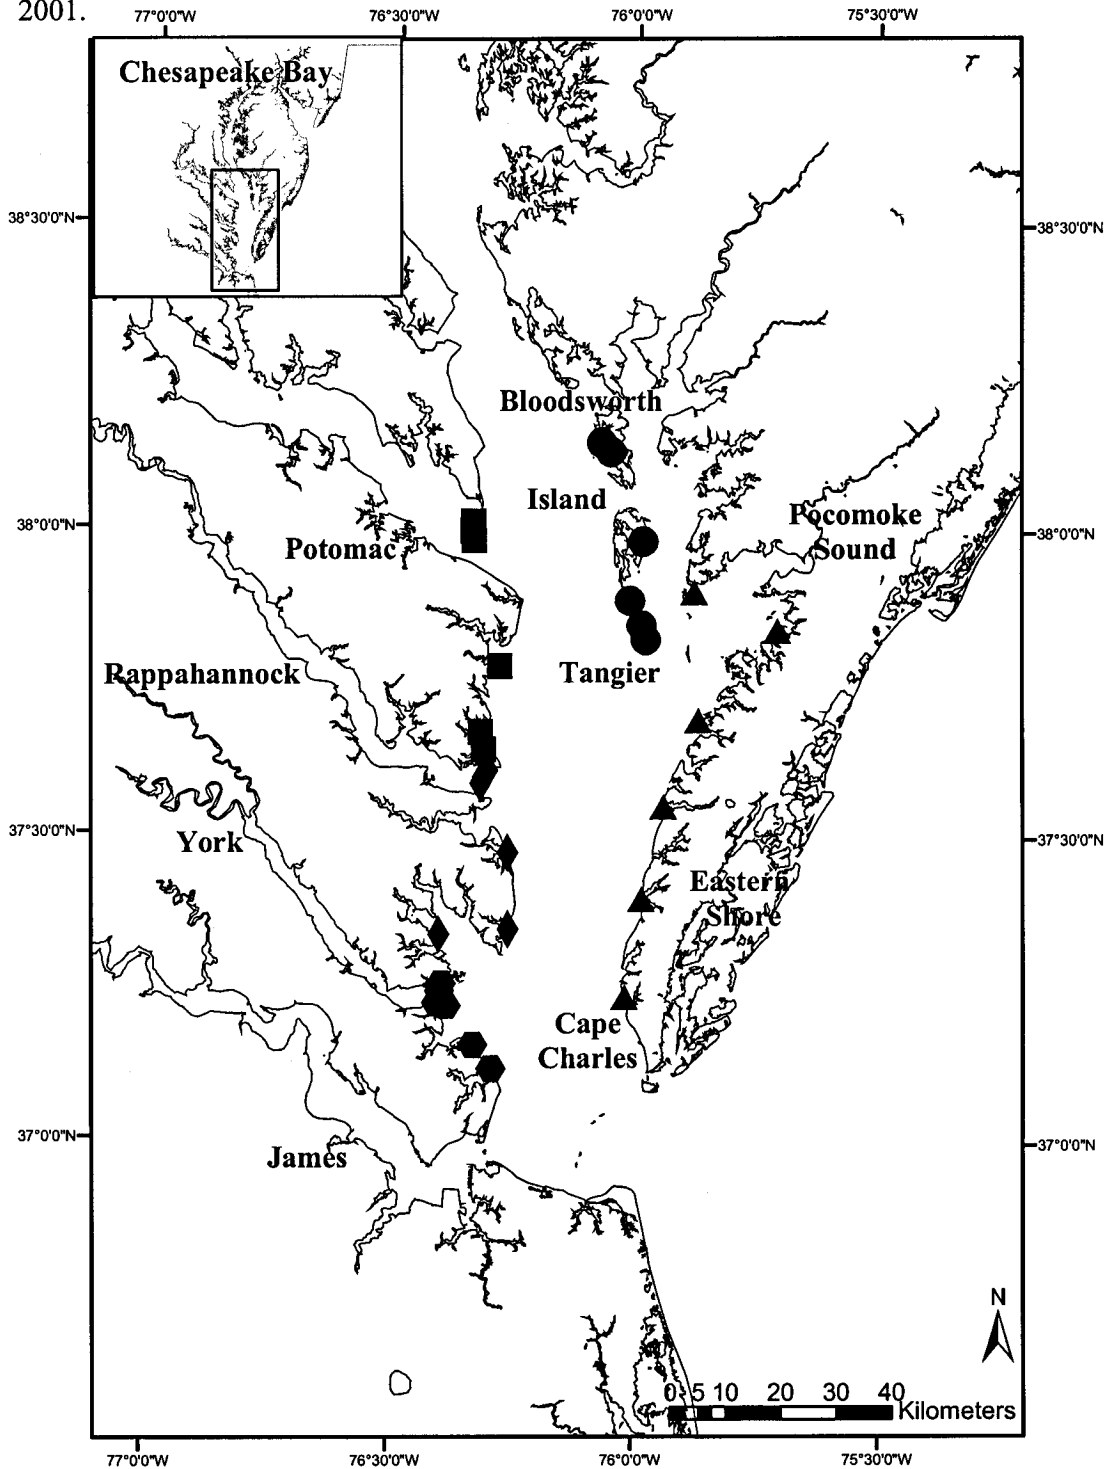 2001.
77°0'0"W 76°30'0"W 76°0'0"W 75°30'0"W
Chesapeake Bay
38°30'0"N 38°30'0"N
Bloodsworth
Island
38°0'0"N 38°0'0"N
Pocomoke
Sound
Potomac
Tangier
Rappahannock
37°30'0"N 37°30'0"N
York
Eastern
Shore
Cape
Charles
37°0'0"N 37°0'0"N
James
N
0 5 10 20 30 40
Kilometers
77°0'0"W 76°30'0"W 76°0'0"W 75°30'0"W